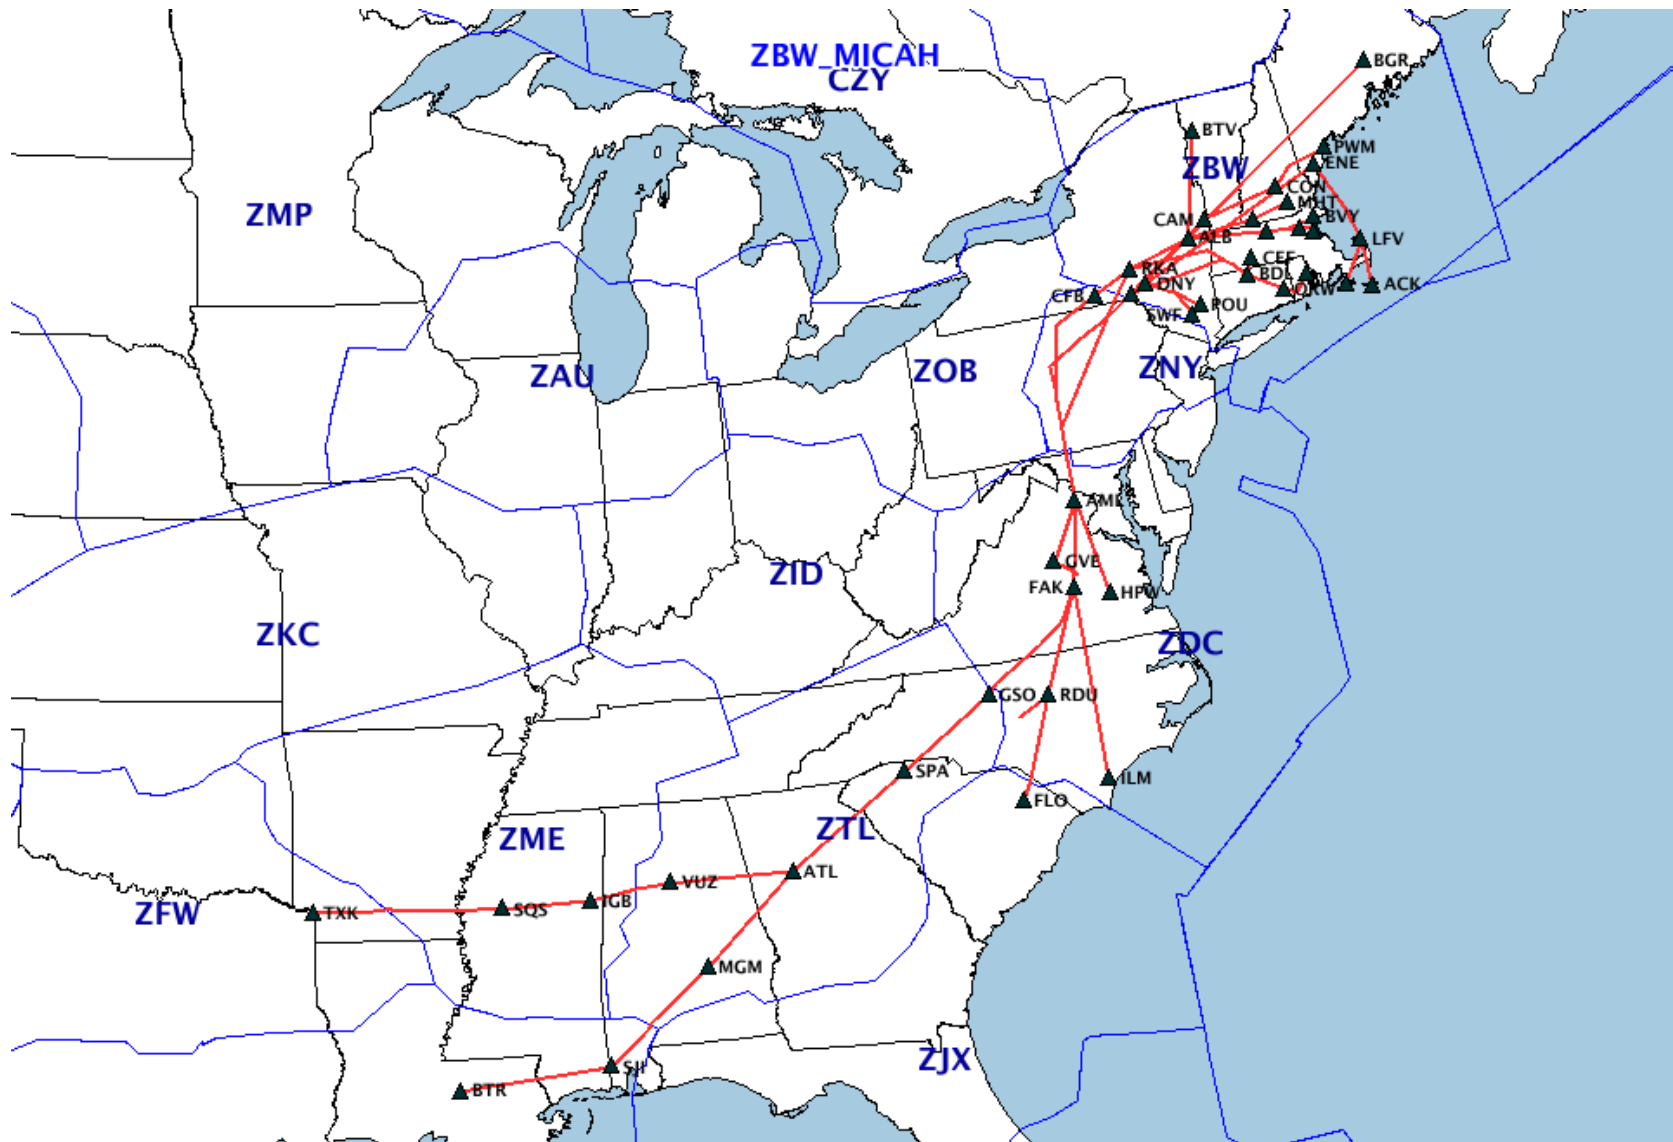 ZBW_MICAH
CZY
BGR
BTV
PWM
ZBW
ENE
CON
ZMP
MHT
CAM
BVY
ALB
LFV
CEF
RKA
BDL
DNY
CFB
ORW
ACK
POU
SWF
ZAU
ZOB
ZNY
AML
GVE
ZID
FAK
HPW
ZKC
ZDC
GSO
RDU
SPA
ILM
FLO
ZME
ZTL
VUZ
ATL
IGB
ZFW
TXK
SQS
MGM
ZJX
SJI
BTR